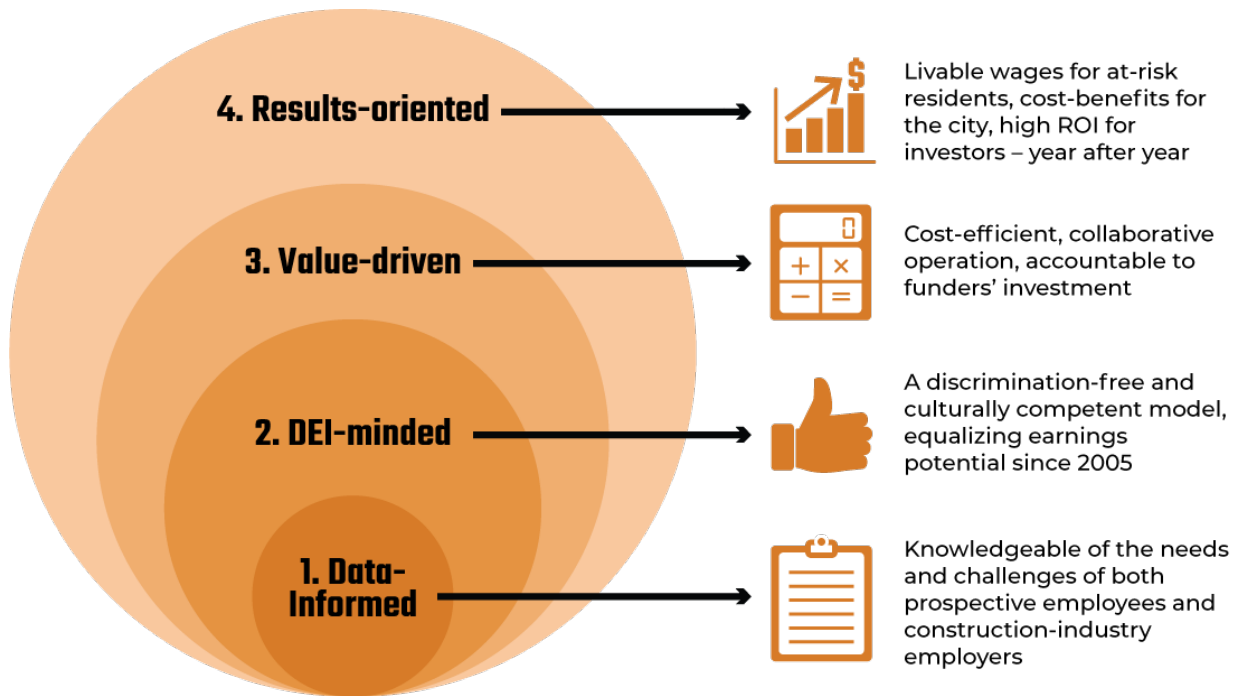 4. Results-oriented
Livable wages for at-risk
residents, cost-benefits for
the city, high ROI for
investors – year after year
$
3. Value-driven
0
+ ×
− =
Cost-efficient, collaborative
operation, accountable to
funders’ investment
2. DEI-minded
A discrimination-free and
culturally competent model,
equalizing earnings
potential since 2005
1. Data-
Informed
Knowledgeable of the needs
and challenges of both
prospective employees and
construction-industry
employers